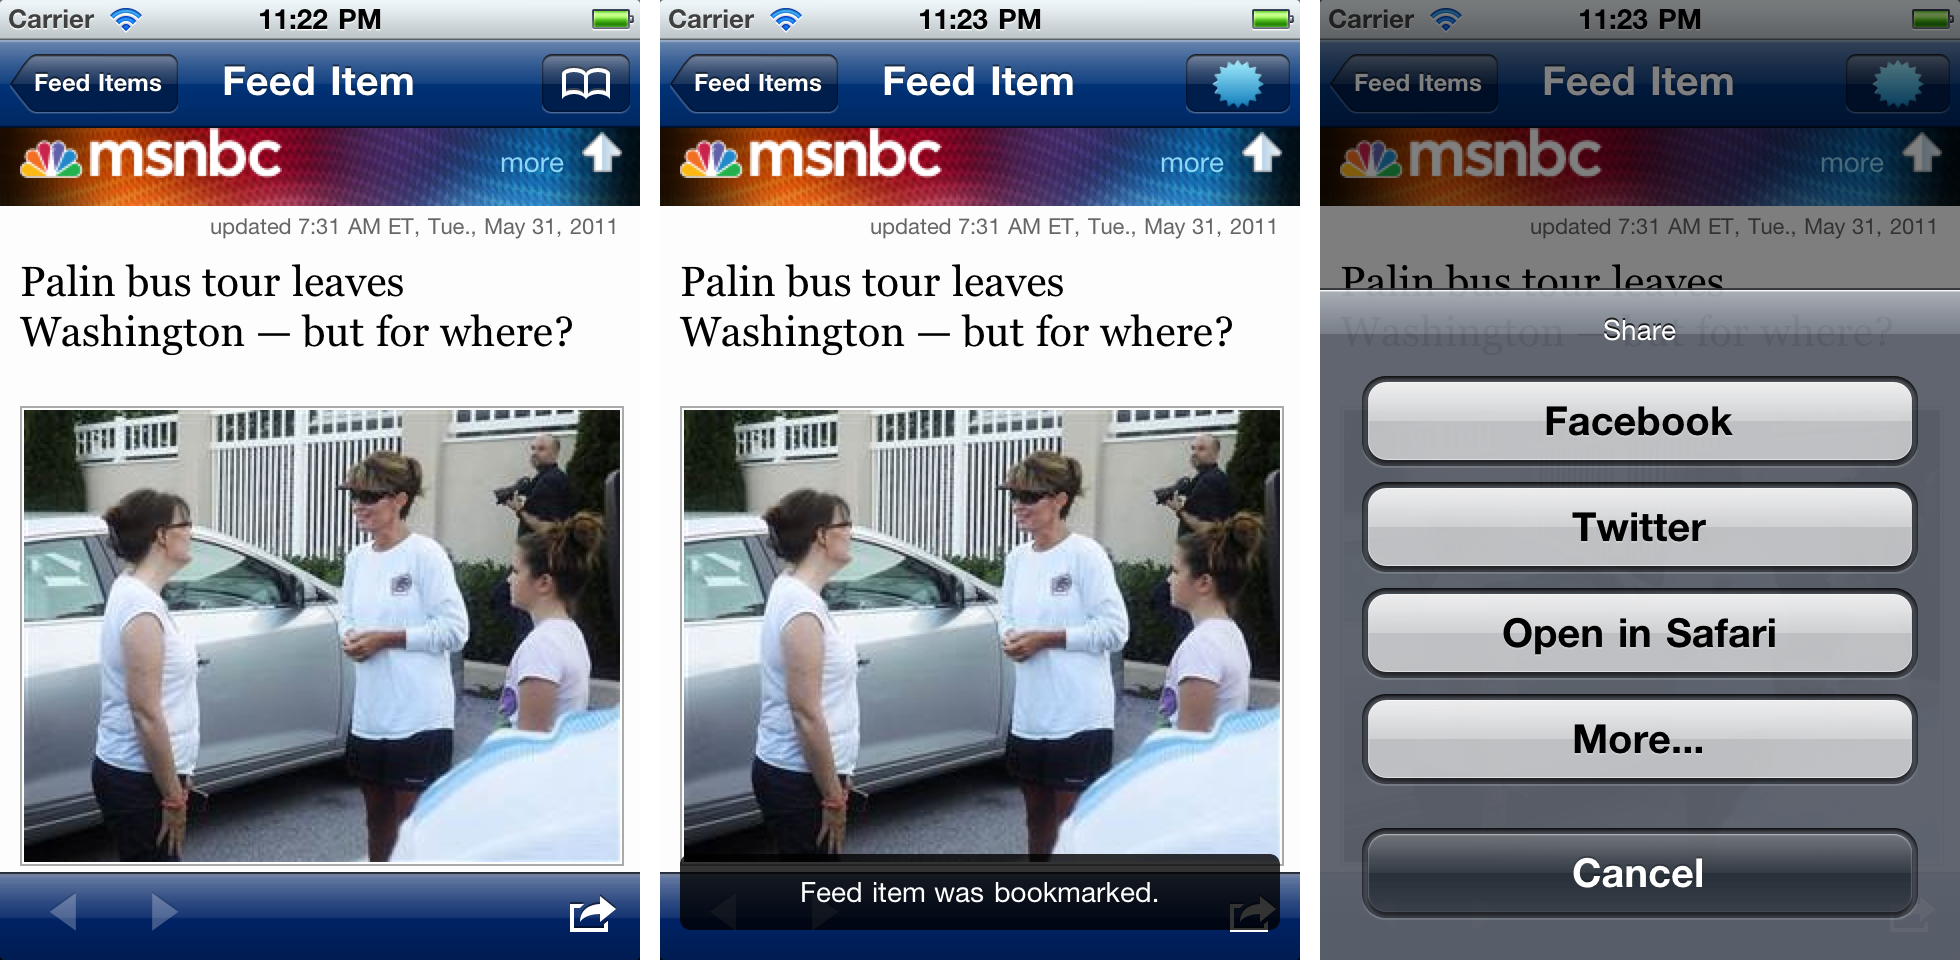 Carrier 11:22 PM
Feed Items Feed Item
msnbc more
updated 7:31 AM ET, Tue., May 31, 2011
Palin bus tour leaves
Washington — but for where?
Carrier 11:23 PM
Feed Items Feed Item
msnbc more
updated 7:31 AM ET, Tue., May 31, 2011
Palin bus tour leaves
Washington — but for where?
Feed item was bookmarked.
Carrier 11:23 PM
Feed Items Feed Item
msnbc more
updated 7:31 AM ET, Tue., May 31, 2011
Palin bus tour leaves
Washington — but for where?
Share
Facebook
Twitter
Open in Safari
More...
Cancel